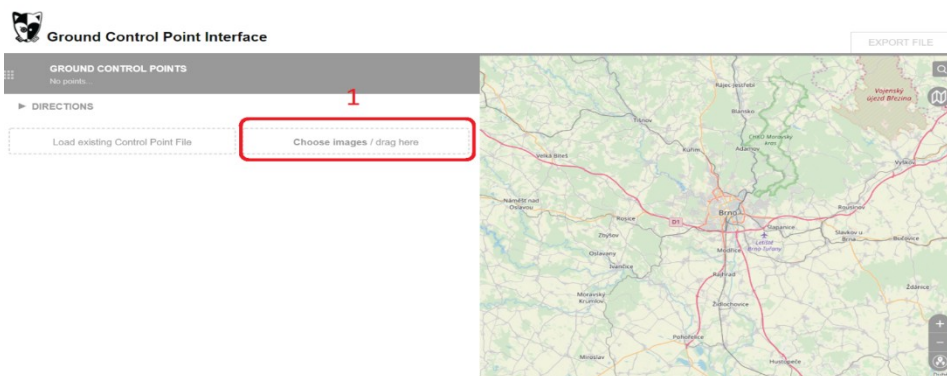 Ground Control Point Interface
EXPORT FILE
GROUND CONTROL POINTS
No points...
1
▶ DIRECTIONS
Load existing Control Point File
Choose images / drag here
Rájec-Jestřebí
Vojenský
újezd Březina
Blansko
Tišnov
CHKO Moravský
kras
Kuřim
Adamov
Velká Bíteš
Vyškov
Náměšť nad
Oslavou
Brno
Rousínov
Rosice
D1
Šlapanice
Zbýšov
Slavkov u
Brna
Bučovice
Letiště
Brno-Tuřany
Modřice
Oslavany
Ivančice
Rajhrad
Ždánice
Moravský
Krumlov
Židlochovice
+
−
Pohořelice
Miroslav
Hustopeče